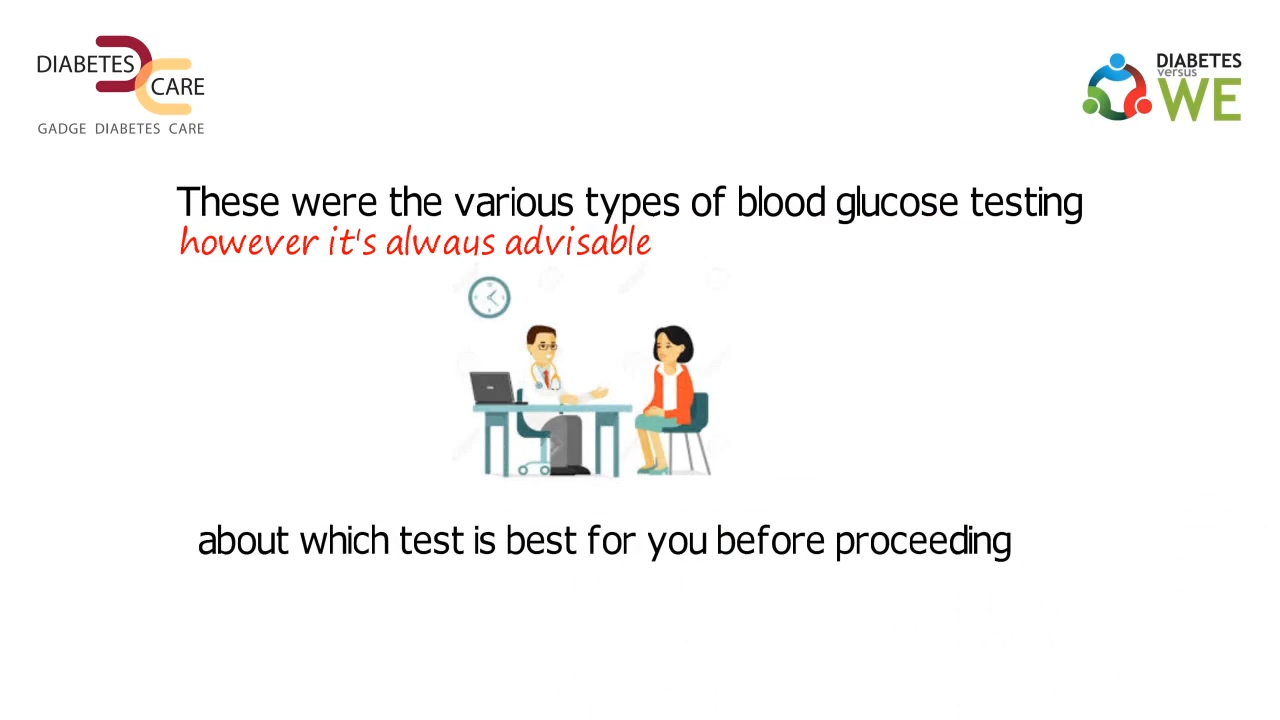 DIABETES
CARE
GADGE DIABETES CARE
DIABETES
versus
WE
These were the various types of blood glucose testing
however it's always advisable
about which test is best for you before proceeding